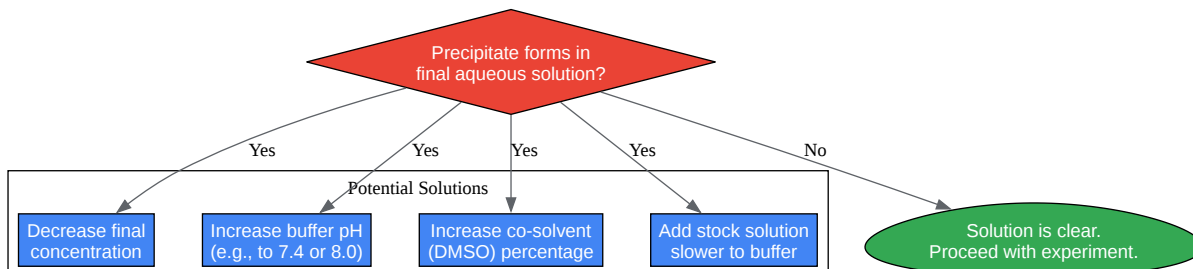 Precipitate forms in
final aqueous solution?
Yes
Yes
Yes
Yes
No
Potential Solutions
Decrease final
concentration
Increase buffer pH
(e.g., to 7.4 or 8.0)
Increase co-solvent
(DMSO) percentage
Add stock solution
slower to buffer
Solution is clear.
Proceed with experiment.